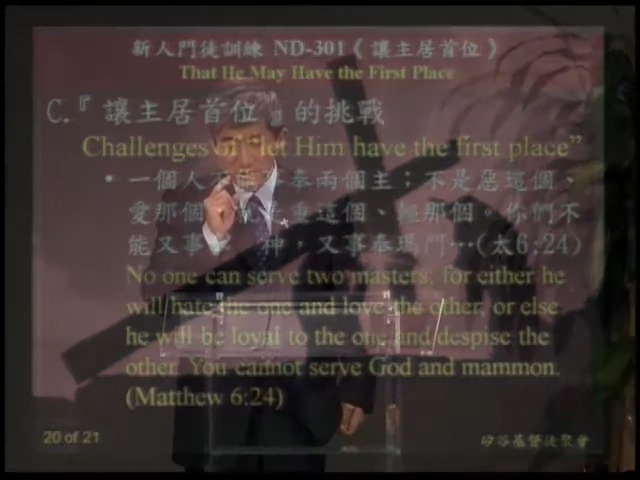 新人門徒訓練 ND-301《讓主居首位》
That He May Have the First Place
C.『讓主居首位』的挑戰
Challenges of “let Him have the first place”
• 一個人不能事奉兩個主；不是惡這個、
愛那個，就是重這個、輕那個。你們不
能又事奉 神，又事奉瑪門…(太6:24)
No one can serve two masters; for either he
will hate the one and love the other, or else
he will be loyal to the one and despise the
other. You cannot serve God and mammon.
(Matthew 6:24)
20 of 21
矽谷基督徒聚會